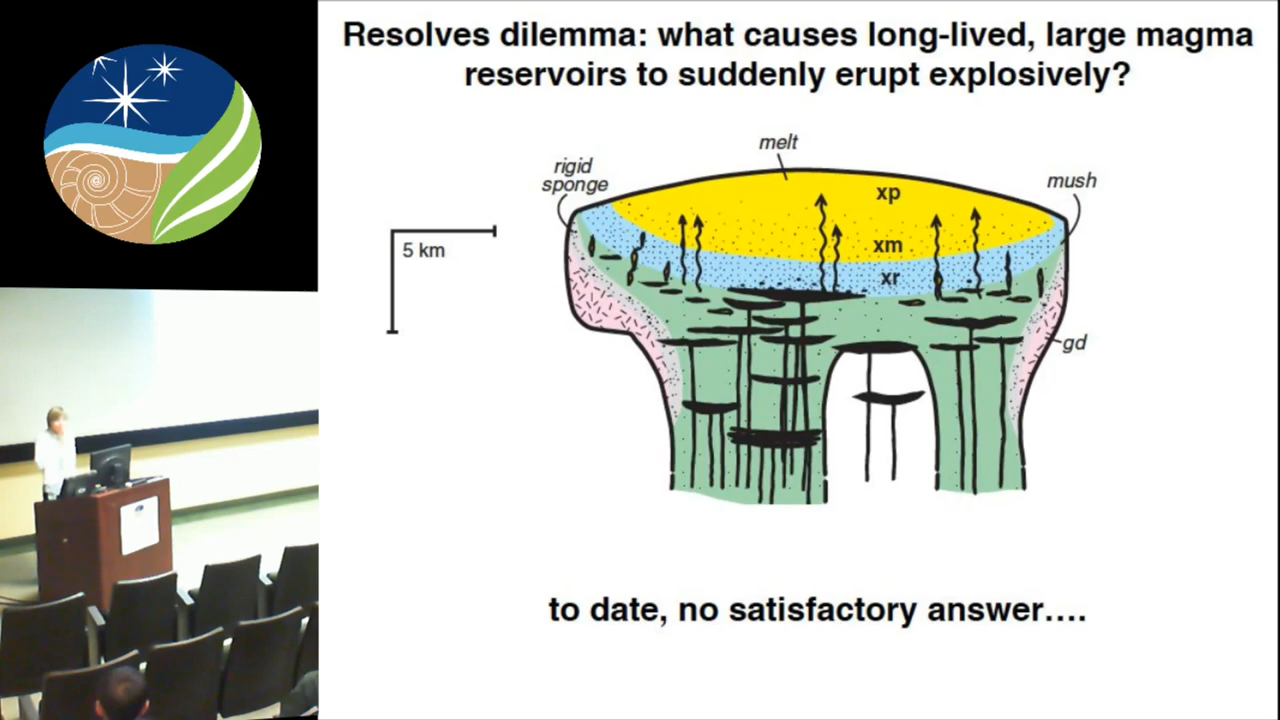 Resolves dilemma: what causes long-lived, large magma
reservoirs to suddenly erupt explosively?
melt
rigid
sponge
mush
xp
xm
xr
5 km
gd
to date, no satisfactory answer....